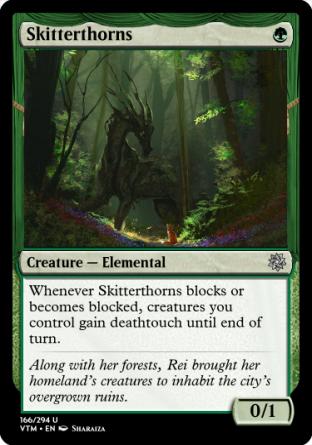 Skitterthorns
Creature — Elemental
Whenever Skitterthorns blocks or
becomes blocked, creatures you
control gain deathtouch until end of
turn.
Along with her forests, Rei brought her
homeland's creatures to inhabit the city's
overgrown ruins.
0/1
166/294 U
VTM • EN Sharaiza